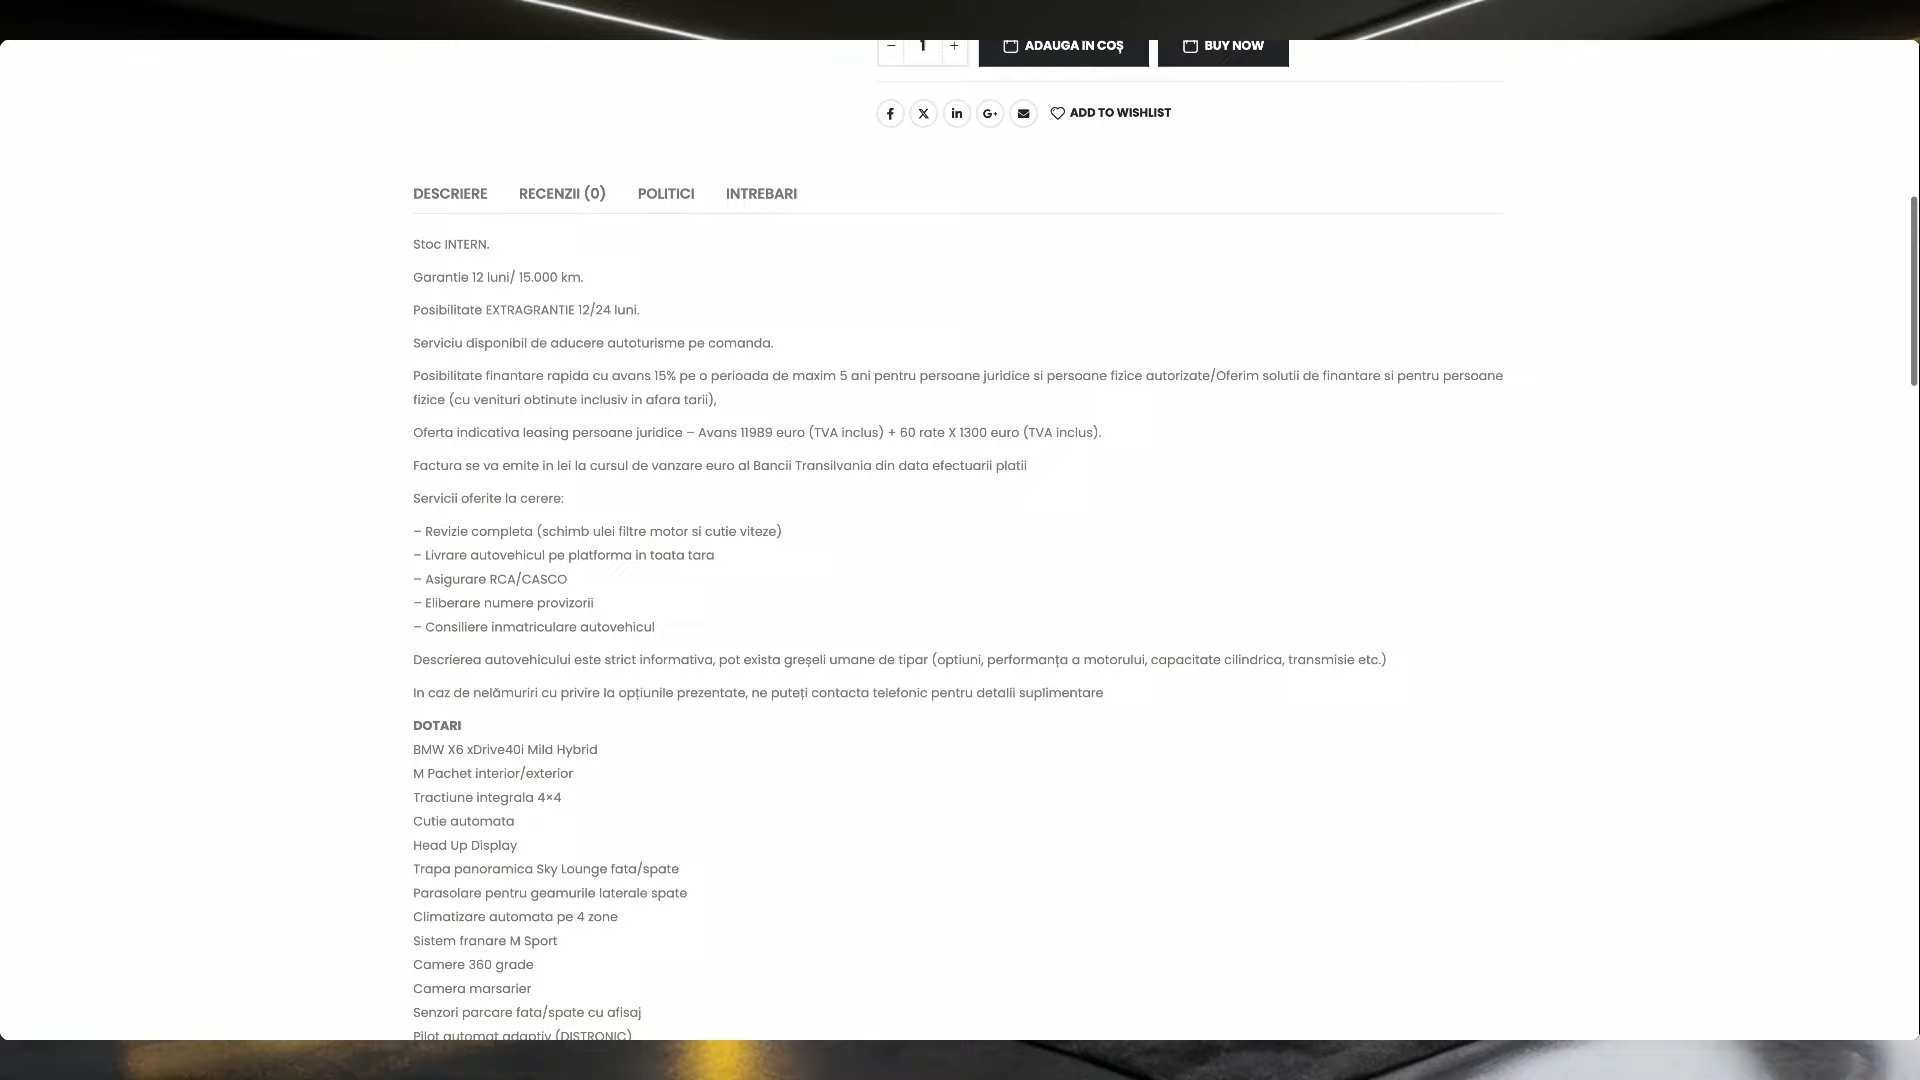 1
ADAUGA IN COȘ
BUY NOW
ADD TO WISHLIST
DESCRIERE
RECENZII (0)
POLITICI
INTREBARI
Stoc INTERN.
Garantie 12 luni/ 15.000 km.
Posibilitate EXTRAGRANTIE 12/24 luni.
Serviciu disponibil de aducere autoturisme pe comanda.
Posibilitate finantare rapida cu avans 15% pe o perioada de maxim 5 ani pentru persoane juridice si persoane fizice autorizate/Oferim solutii de finantare si pentru persoane
fizice (cu venituri obtinute inclusiv in afara tarii),
Oferta indicativa leasing persoane juridice – Avans 11989 euro (TVA inclus) + 60 rate X 1300 euro (TVA inclus).
Factura se va emite in lei la cursul de vanzare euro al Bancii Transilvania din data efectuarii platii
Servicii oferite la cerere:
– Revizie completa (schimb ulei filtre motor si cutie viteze)
– Livrare autovehicul pe platforma in toata tara
– Asigurare RCA/CASCO
– Eliberare numere provizorii
– Consiliere inmatriculare autovehicul
Descrierea autovehicului este strict informativa, pot exista greșeli umane de tipar (optiuni, performanța a motorului, capacitate cilindrica, transmisie etc.)
In caz de nelămuriri cu privire la opțiunile prezentate, ne puteți contacta telefonic pentru detalii suplimentare
DOTARI
BMW X6 xDrive40i Mild Hybrid
M Pachet interior/exterior
Tractiune integrala 4×4
Cutie automata
Head Up Display
Trapa panoramica Sky Lounge fata/spate
Parasolare pentru geamurile laterale spate
Climatizare automata pe 4 zone
Sistem franare M Sport
Camere 360 grade
Camera marsarier
Senzori parcare fata/spate cu afisaj
Pilot automat adaptiv (DISTRONIC)